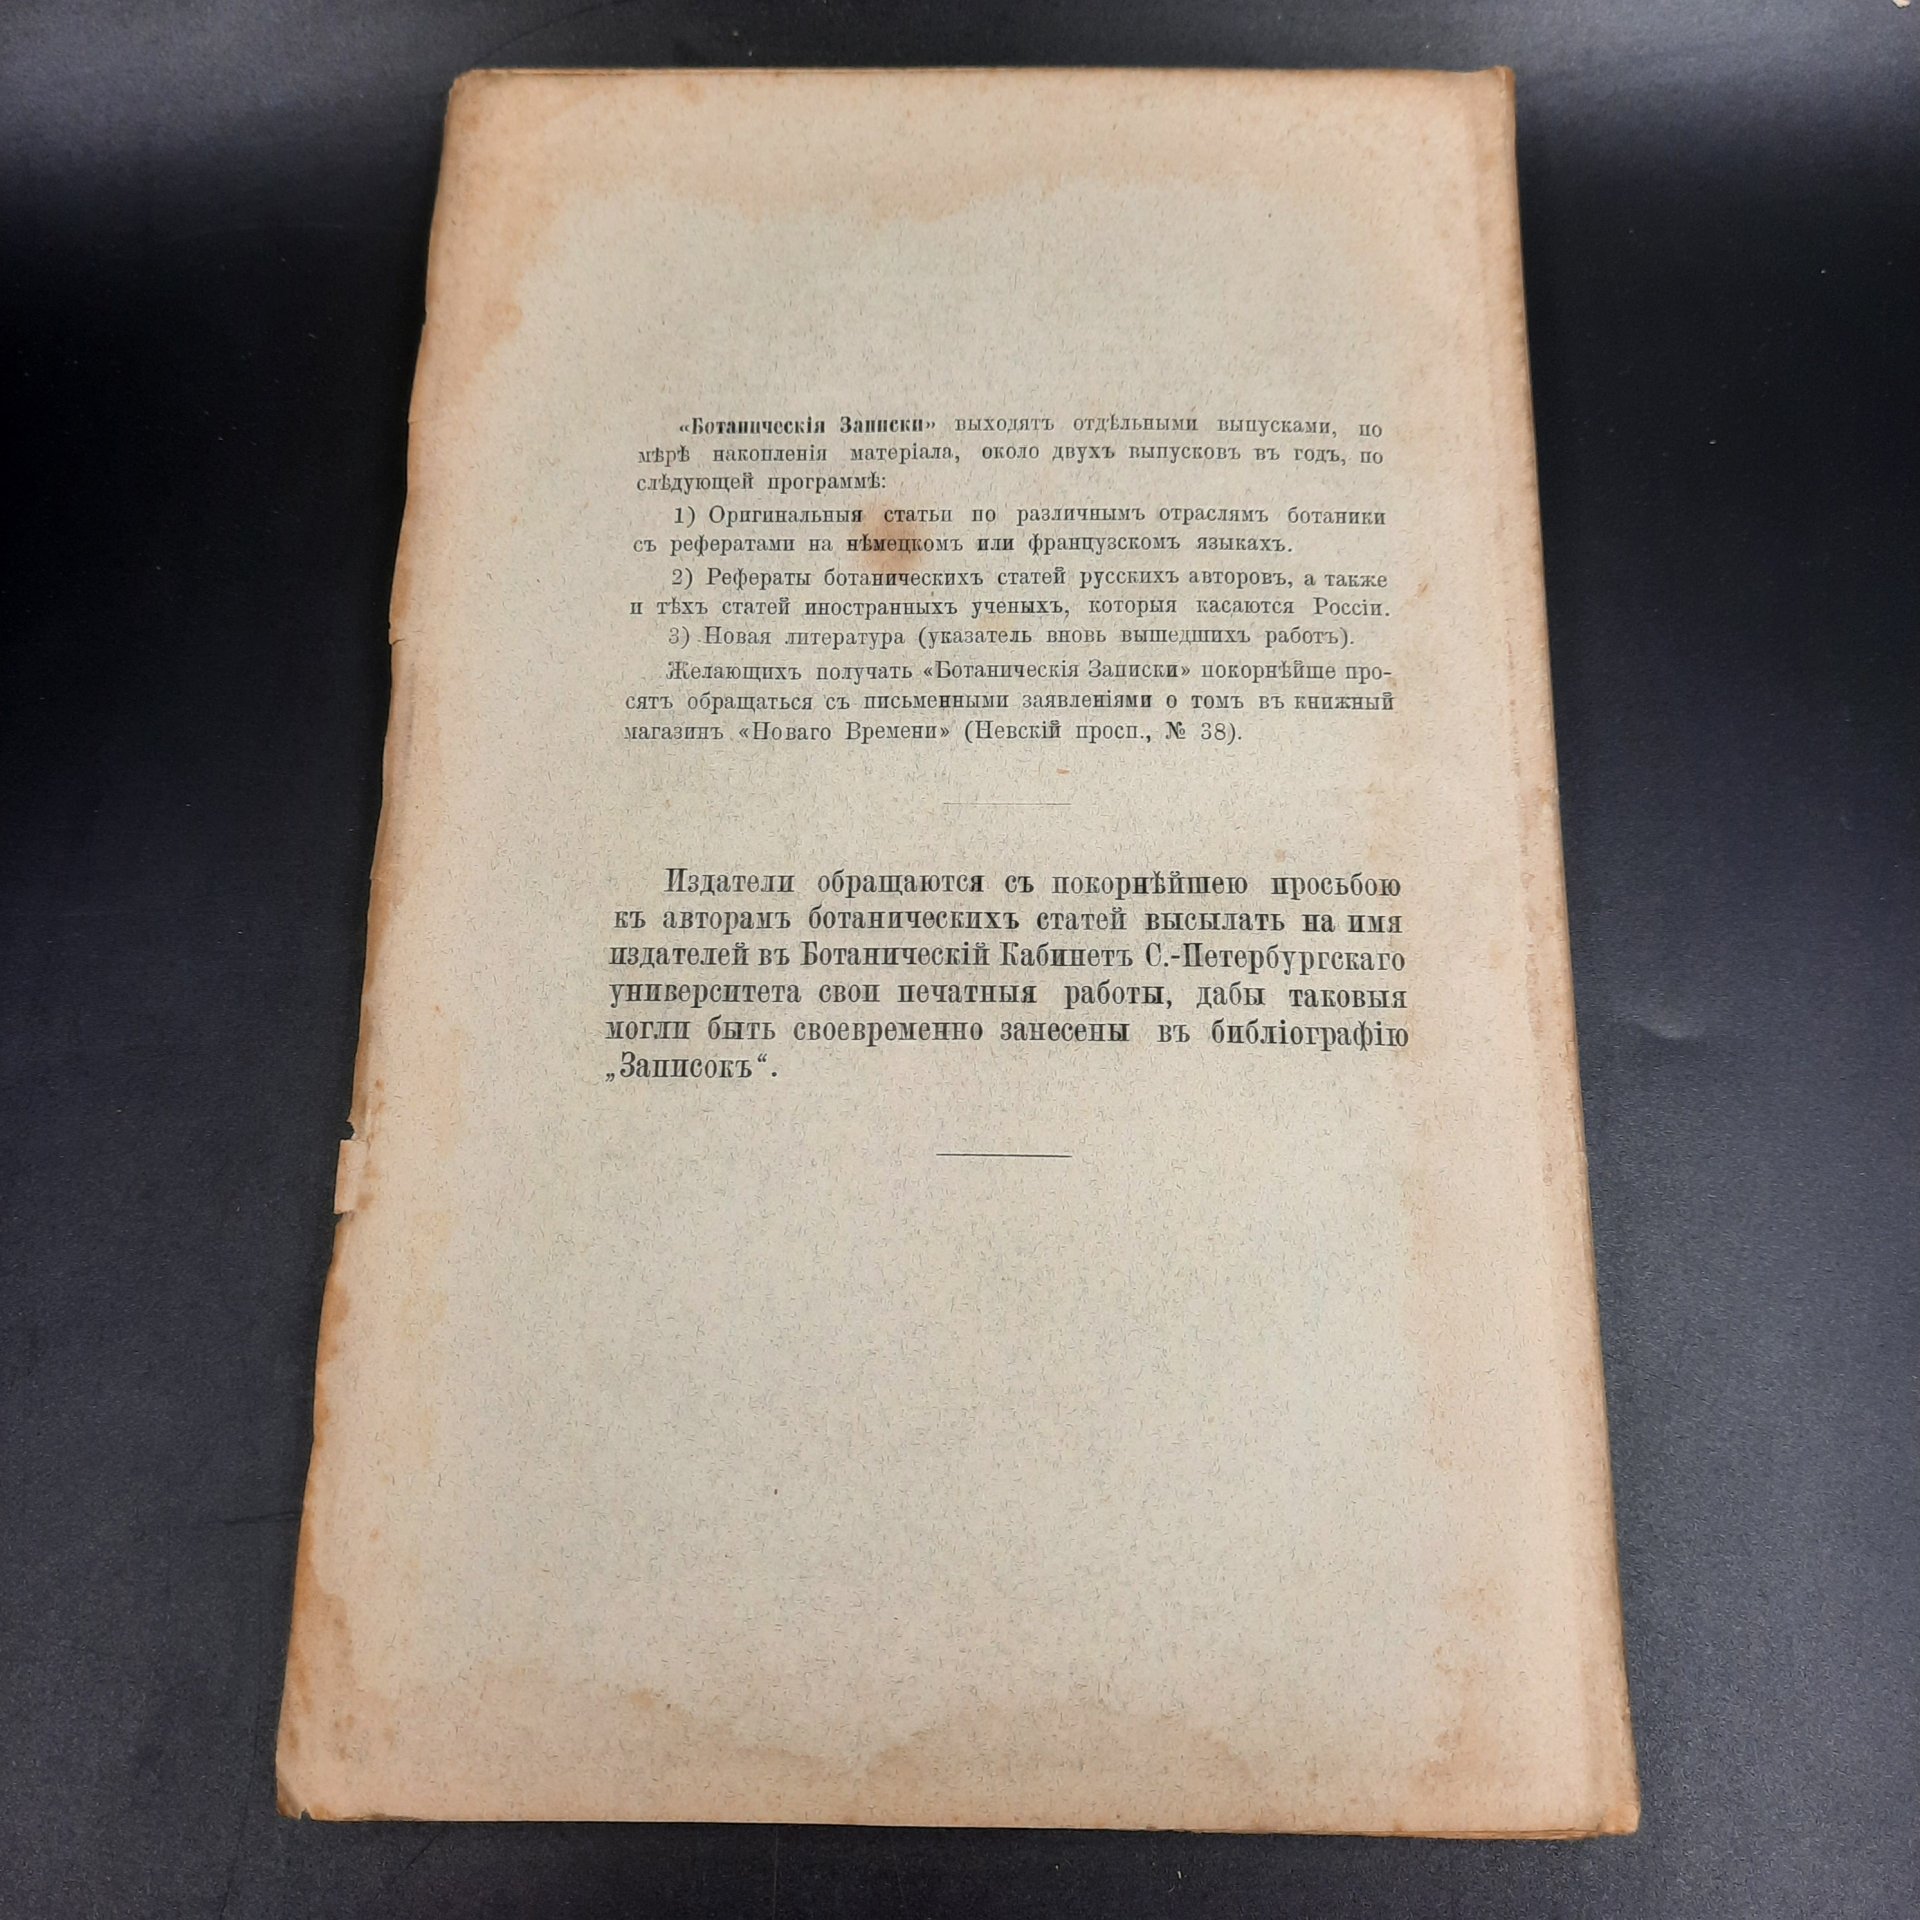 «Ботаническія Записки» выходятъ отдѣльными выпусками, по
мѣрѣ накопленія матеріала, около двухъ выпусковъ въ годъ, по
слѣдующей программѣ:
1) Оригинальныя статьи по различнымъ отраслямъ ботаники
съ рефератами на нѣмецкомъ или французскомъ языкахъ.
2) Рефераты ботаническихъ статей русскихъ авторовъ, а также
и тѣхъ статей иностранныхъ ученыхъ, которыя касаются Россіи.
3) Новая литература (указатель вновь вышедшихъ работъ).
Желающихъ получать «Ботаническія Записки» покорнѣйше про-
сятъ обращаться съ письменными заявленіями о томъ въ книжный
магазинъ «Новаго Времени» (Невскій просп., № 38).
Издатели обращаются съ покорнѣйшею просьбою
къ авторамъ ботаническихъ статей высылать на имя
издателей въ Ботаническій Кабинетъ С.-Петербургскаго
университета свои печатныя работы, дабы таковыя
могли быть своевременно занесены въ библіографію
„Записокъ“.